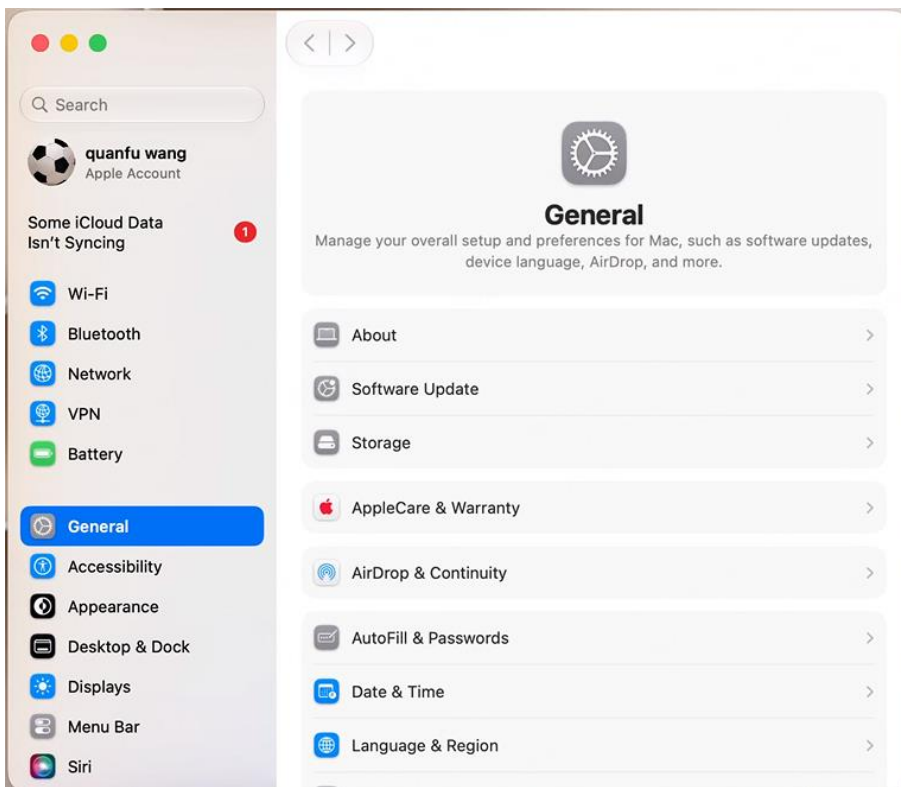 Search
quanfu wang
Apple Account
Some iCloud Data
Isn't Syncing
1
Wi-Fi
Bluetooth
Network
VPN
Battery
General
Accessibility
Appearance
Desktop & Dock
Displays
Menu Bar
Siri
General
Manage your overall setup and preferences for Mac, such as software updates,
device language, AirDrop, and more.
About
Software Update
Storage
AppleCare & Warranty
AirDrop & Continuity
AutoFill & Passwords
Date & Time
Language & Region